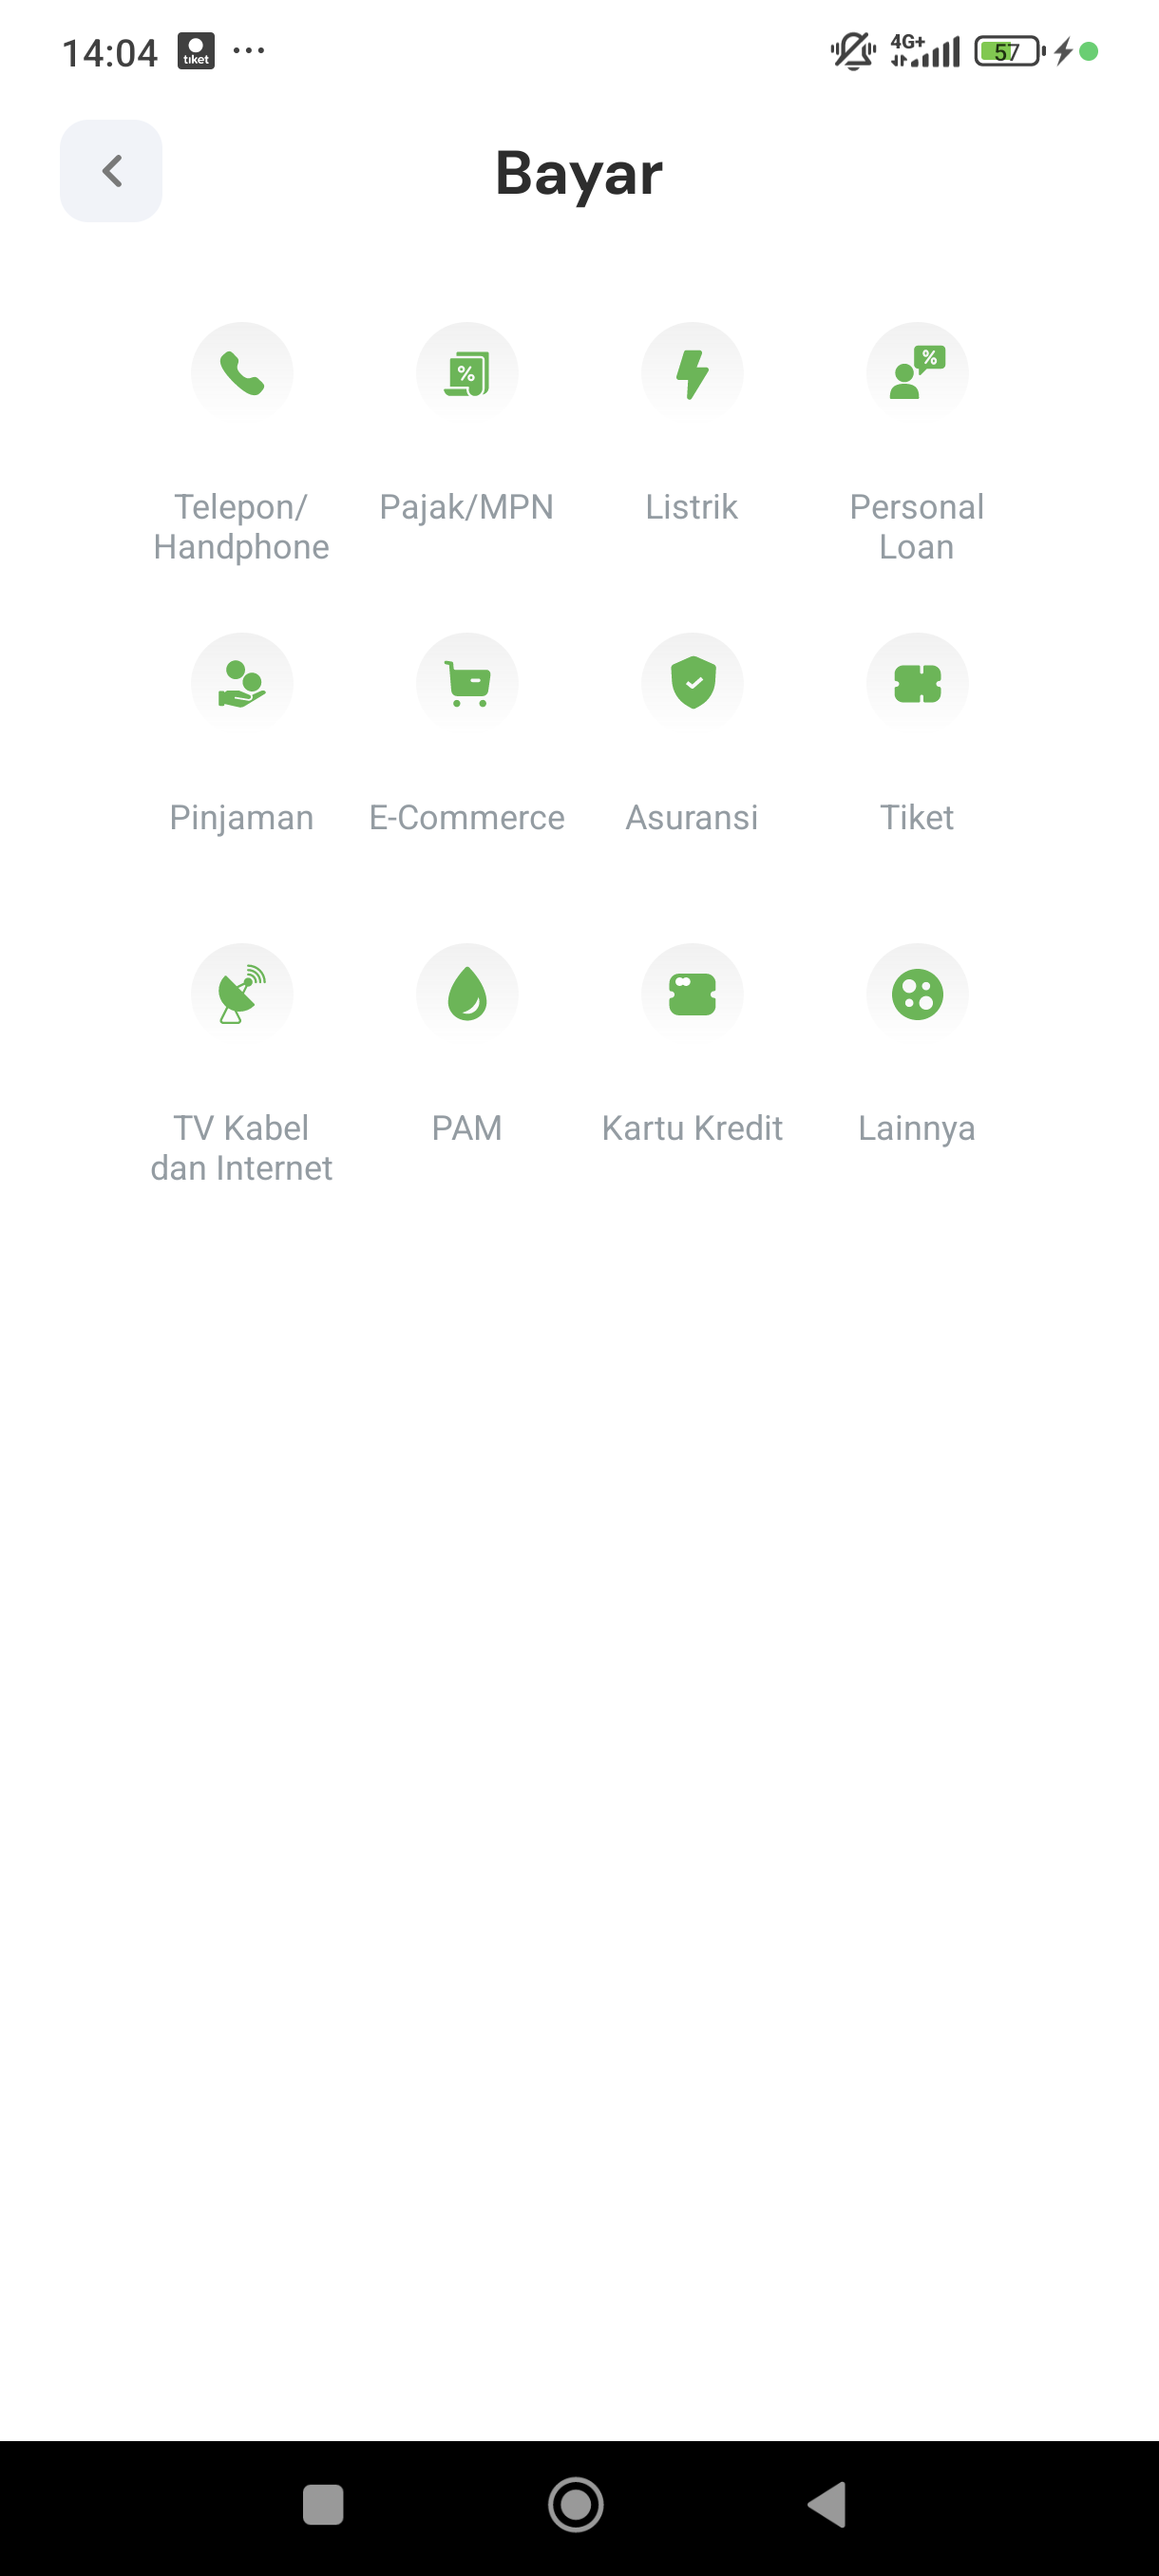 14:04
tiket
4G+
57
Bayar
%
%
Telepon/
Handphone
Pajak/MPN
Listrik
Personal
Loan
Pinjaman
E-Commerce
Asuransi
Tiket
TV Kabel
dan Internet
PAM
Kartu Kredit
Lainnya